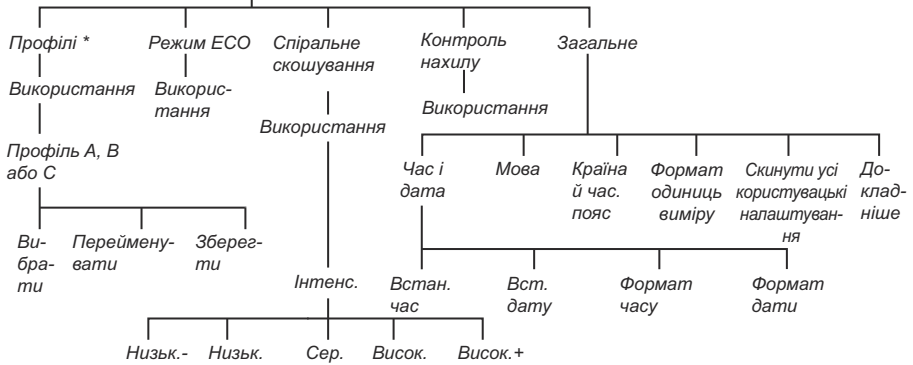 Профілі *
Режим ECO
Спіральне
скошування
Контроль
нахилу
Загальне
Використання
Викорис-
тання
Використання
Використання
Профіль A, B
або C
Час і
дата
Мова
Країна
й час.
пояс
Формат
одиниць
виміру
Скинути усі
користувацькі
налаштуван-
ня
До-
клад-
ніше
Ви-
бра-
ти
Переймену-
вати
Зберег-
ти
Інтенс.
Встан.
час
Вст.
дату
Формат
часу
Формат
дати
Низьк.-
Низьк.
Сер.
Висок.
Висок.+